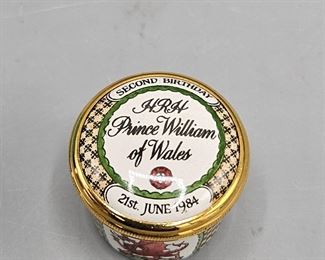 SECOND BIRTHDAY
HRH
Prince William
of Wales
21st. JUNE 1984